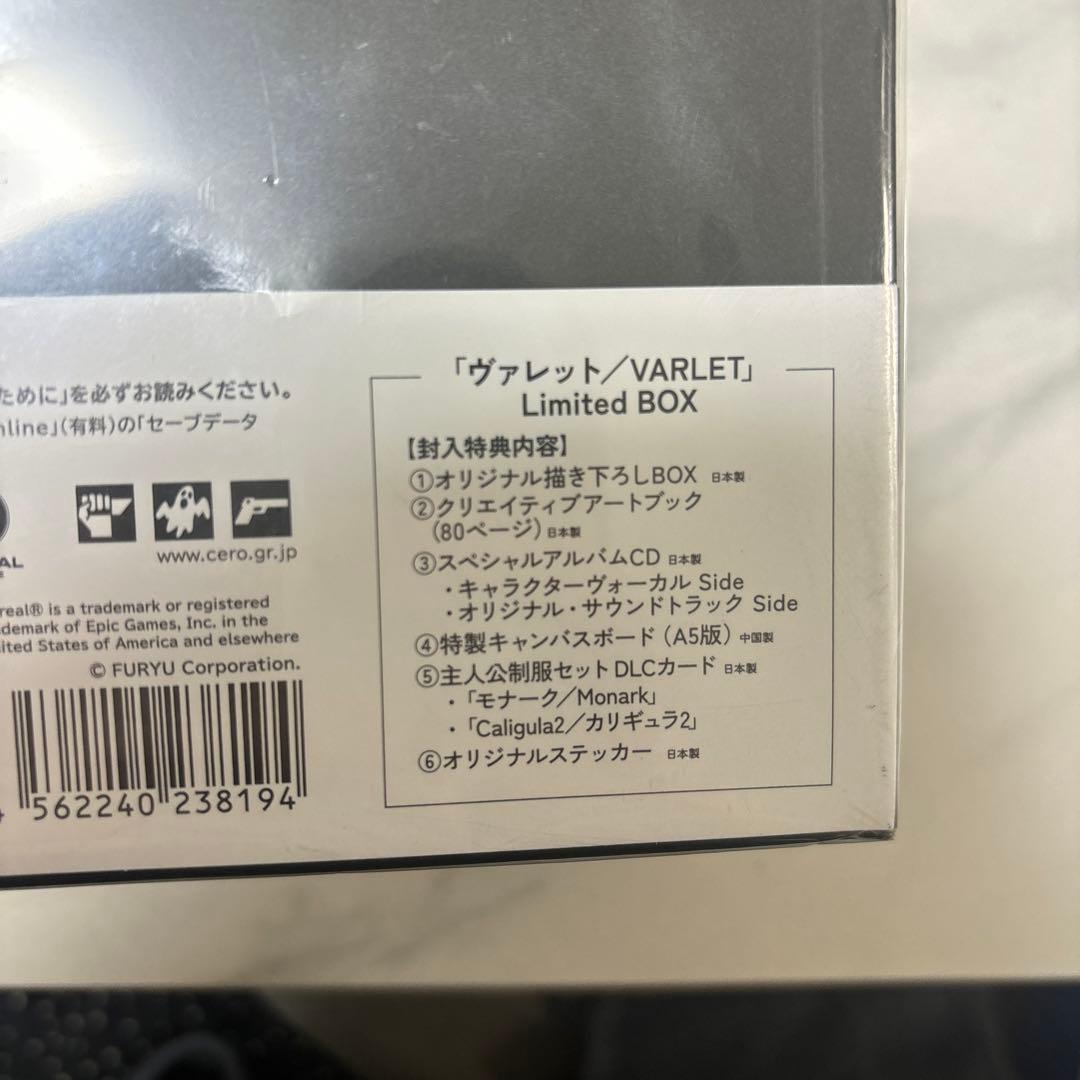 ために」を必ずお読みください。
nline」(有料)の「セーブデータ
www.cero.gr.jp
real® is a trademark or registered
demark of Epic Games, Inc. in the
ited States of America and elsewhere
© FURYU Corporation.
562240 238194
「ヴァレット／VARLET」
Limited BOX
【封入特典内容】
①オリジナル描き下ろしBOX 日本製
②クリエイティブアートブック
(80ページ) 日本製
③スペシャルアルバムCD 日本製
・キャラクターヴォーカル Side
・オリジナル・サウンドトラック Side
④特製キャンバスボード(A5版) 中国製
⑤主人公制服セットDLCカード 日本製
・「モナーク／Monark」
・「Caligula2／カリギュラ2」
⑥オリジナルステッカー 日本製